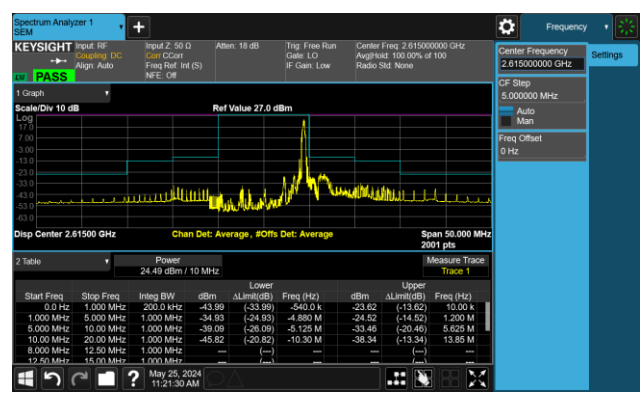 Spectrum Analyzer 1
SEM
Frequency
KEYSIGHT
Input: RF
Coupling: DC
Align: Auto
Input Z: 50 Ω
Corr CCorr
Freq Ref: Int (S)
NFE: Off
Atten: 18 dB
Trig: Free Run
Gate: LO
IF Gain: Low
Center Freq: 2.615000000 GHz
Avg|Hold: 100.00% of 100
Radio Std: None
LW
PASS
Center Frequency
2.615000000 GHz
Settings
CF Step
5.000000 MHz
Auto
Man
Freq Offset
0 Hz
1 Graph
Scale/Div 10 dB
Ref Value 27.0 dBm
Log
17.0
7.00
-3.00
-13.0
-23.0
-33.0
-43.0
-53.0
-63.0
Disp Center 2.61500 GHz
Chan Det: Average, #Offs Det: Average
Span 50.000 MHz
2001 pts
2 Table
Power
24.49 dBm / 10 MHz
Measure Trace
Trace 1
Lower Upper
Start Freq Stop Freq Integ BW dBm ΔLimit(dB) Freq (Hz) dBm ΔLimit(dB) Freq (Hz)
0.0 Hz 1.000 MHz 200.0 kHz -43.99 (-33.99) -540.0 k -23.62 (-13.62) 10.00 k
1.000 MHz 5.000 MHz 1.000 MHz -34.93 (-24.93) -4.880 M -24.52 (-14.52) 1.200 M
5.000 MHz 10.00 MHz 1.000 MHz -39.09 (-26.09) -5.125 M -33.46 (-20.46) 5.625 M
10.00 MHz 20.00 MHz 1.000 MHz -45.82 (-20.82) -10.30 M -38.34 (-13.34) 13.85 M
8.000 MHz 12.50 MHz 1.000 MHz --- (---) --- --- (---) ---
12.50 MHz 15.00 MHz 1.000 MHz --- (---) --- --- (---) ---
May 25, 2024
11:21:30 AM